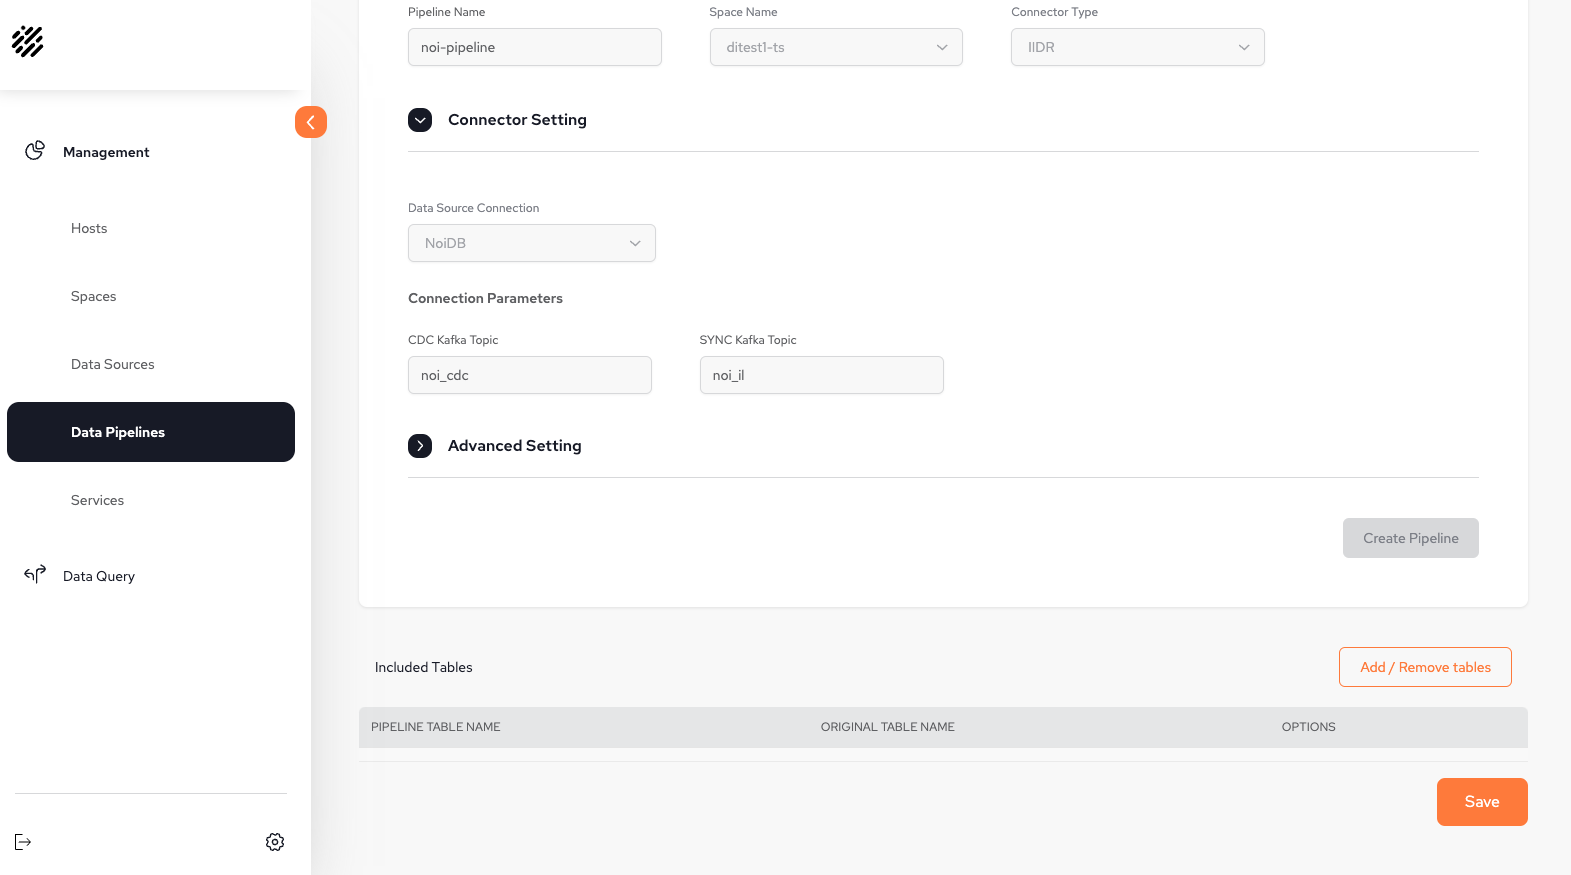 Pipeline Name
Space Name
Connector Type
noi-pipeline
ditest1-ts
IIDR
Connector Setting
Management
Data Source Connection
Hosts
NoiDB
Spaces
Connection Parameters
CDC Kafka Topic
SYNC Kafka Topic
Data Sources
noi_cdc
noi_il
Data Pipelines
Advanced Setting
Services
Create Pipeline
Data Query
Included Tables
Add / Remove tables
PIPELINE TABLE NAME
ORIGINAL TABLE NAME
OPTIONS
Save